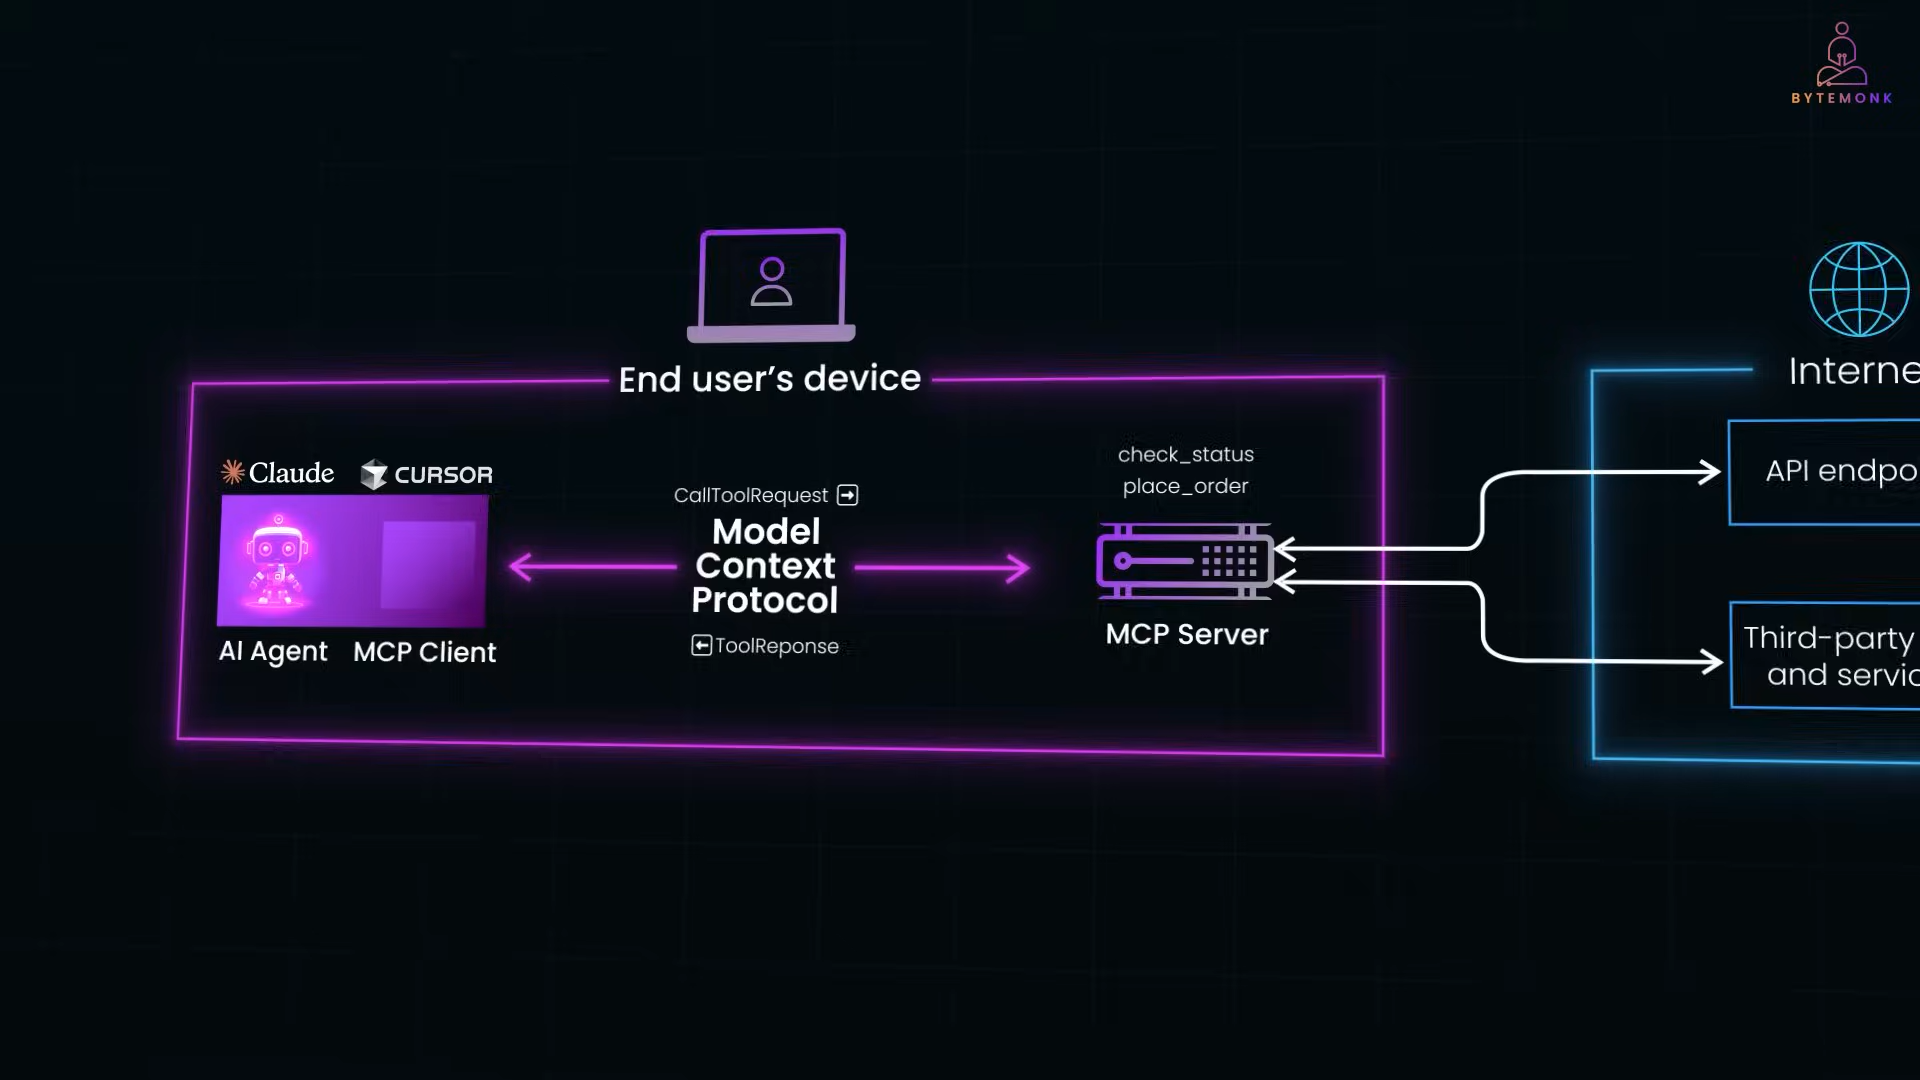 BYTEMONK
End user's device
Interne
Claude
CURSOR
check_status
place_order
CallToolRequest
Model
Context
Protocol
ToolReponse
AI Agent
MCP Client
MCP Server
API endpo
Third-party
and servic